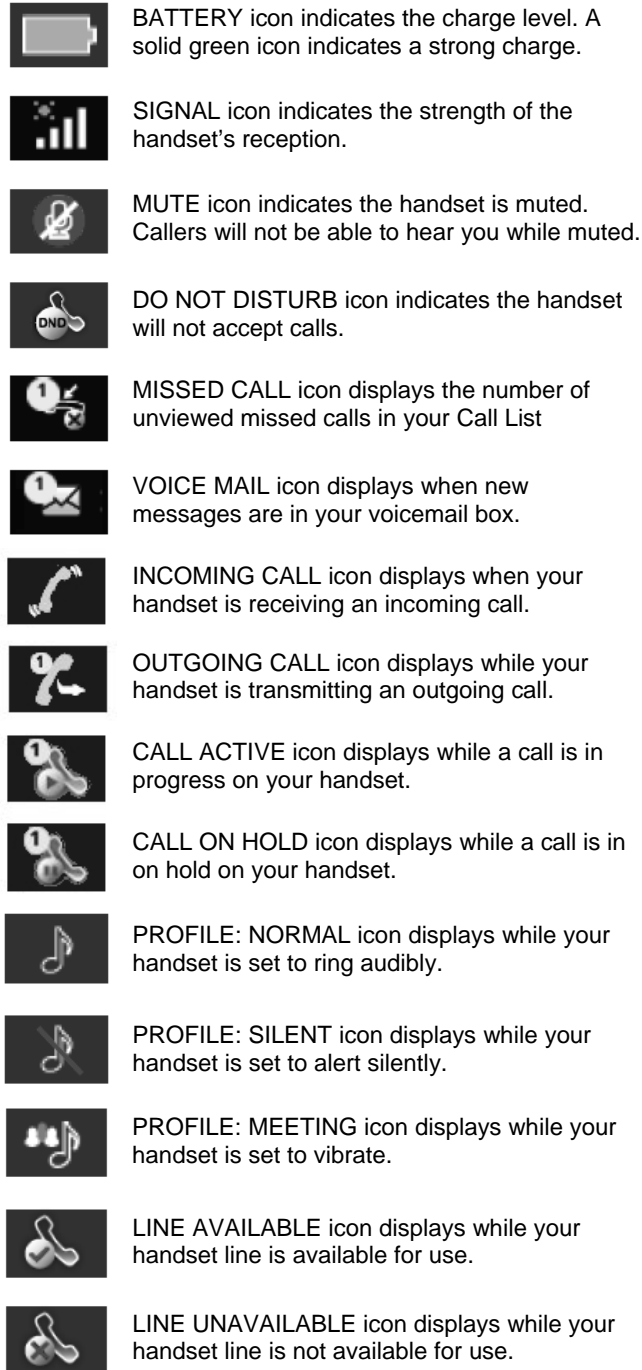 BATTERY icon indicates the charge level. A
solid green icon indicates a strong charge.
SIGNAL icon indicates the strength of the
handset's reception.
MUTE icon indicates the handset is muted.
Callers will not be able to hear you while muted.
DND
DO NOT DISTURB icon indicates the handset
will not accept calls.
1
MISSED CALL icon displays the number of
unviewed missed calls in your Call List
1
VOICE MAIL icon displays when new
messages are in your voicemail box.
INCOMING CALL icon displays when your
handset is receiving an incoming call.
1
OUTGOING CALL icon displays while your
handset is transmitting an outgoing call.
1
CALL ACTIVE icon displays while a call is in
progress on your handset.
1
CALL ON HOLD icon displays while a call is in
on hold on your handset.
PROFILE: NORMAL icon displays while your
handset is set to ring audibly.
PROFILE: SILENT icon displays while your
handset is set to alert silently.
PROFILE: MEETING icon displays while your
handset is set to vibrate.
LINE AVAILABLE icon displays while your
handset line is available for use.
LINE UNAVAILABLE icon displays while your
handset line is not available for use.